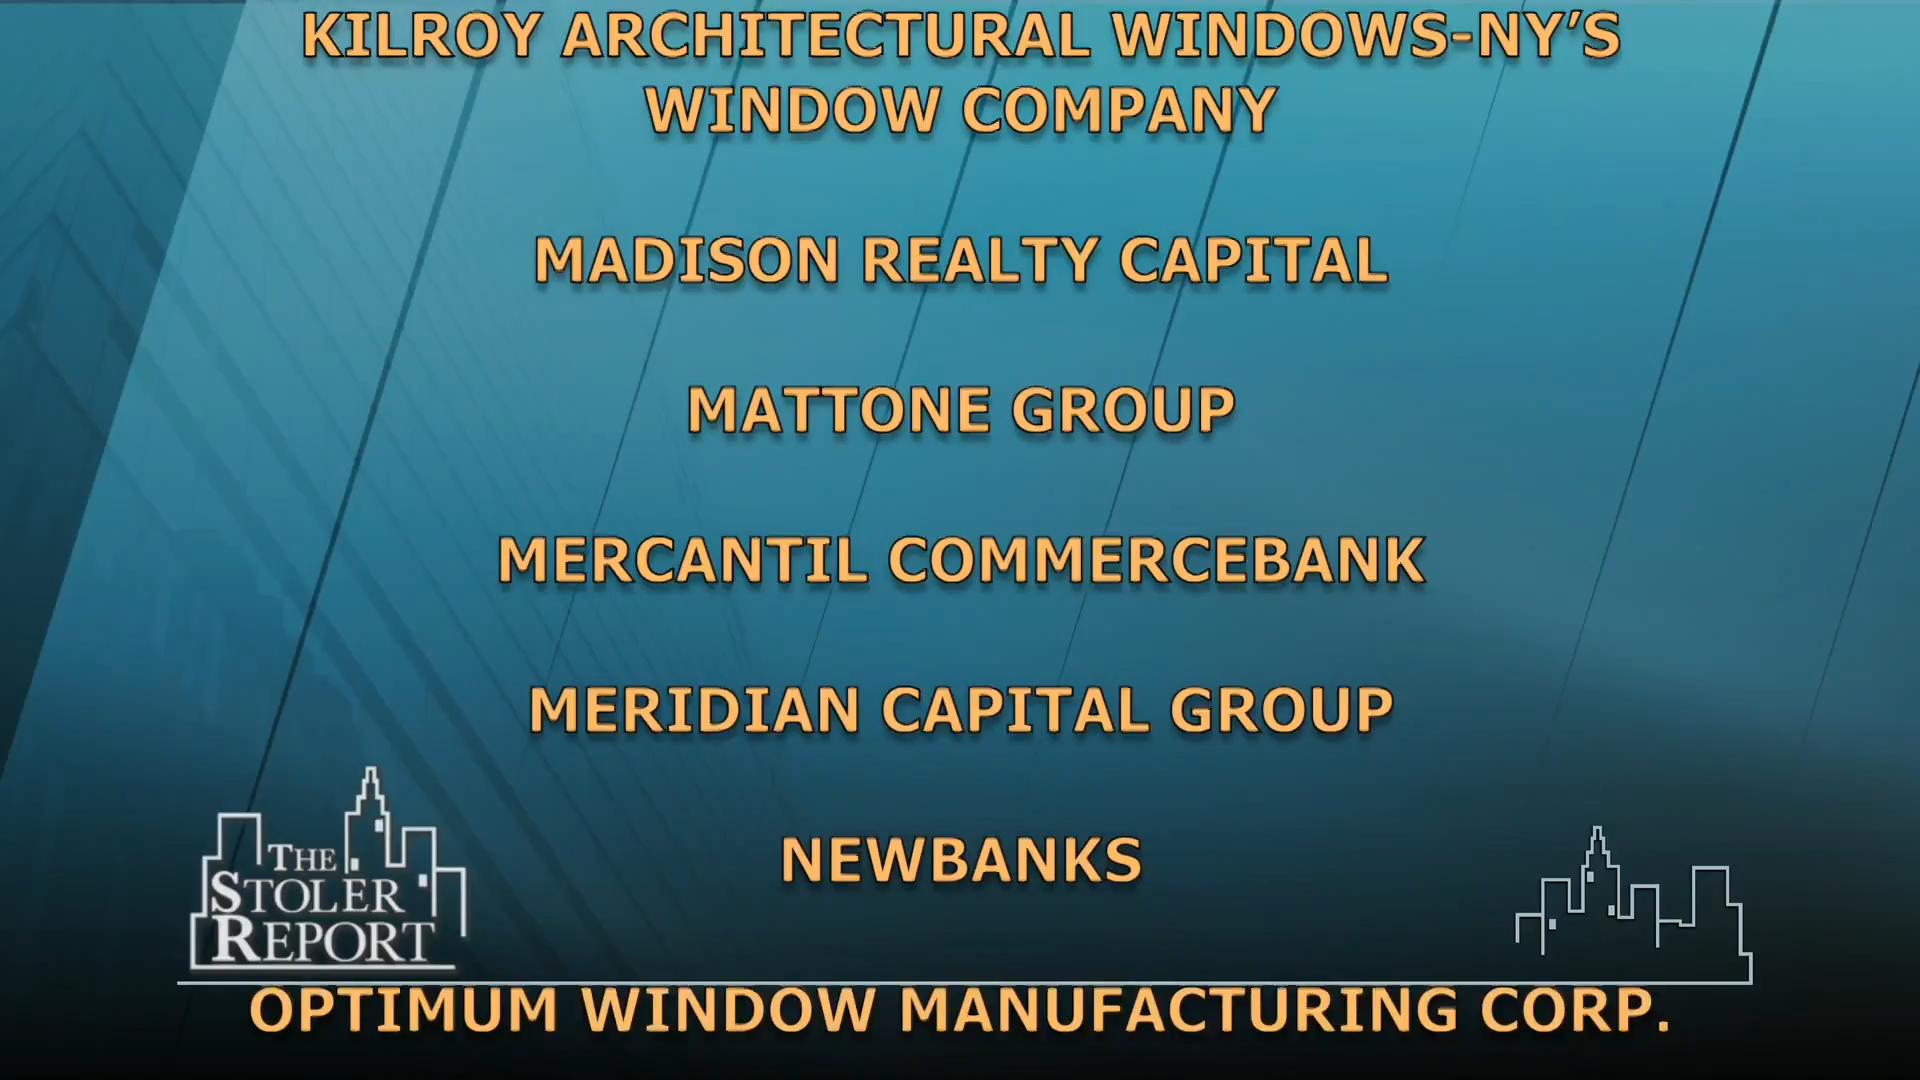 KILROY ARCHITECTURAL WINDOWS-NY’S
WINDOW COMPANY
MADISON REALTY CAPITAL
MATTONE GROUP
MERCANTIL COMMERCEBANK
MERIDIAN CAPITAL GROUP
NEWBANKS
THE
STOLER
REPORT
OPTIMUM WINDOW MANUFACTURING CORP.